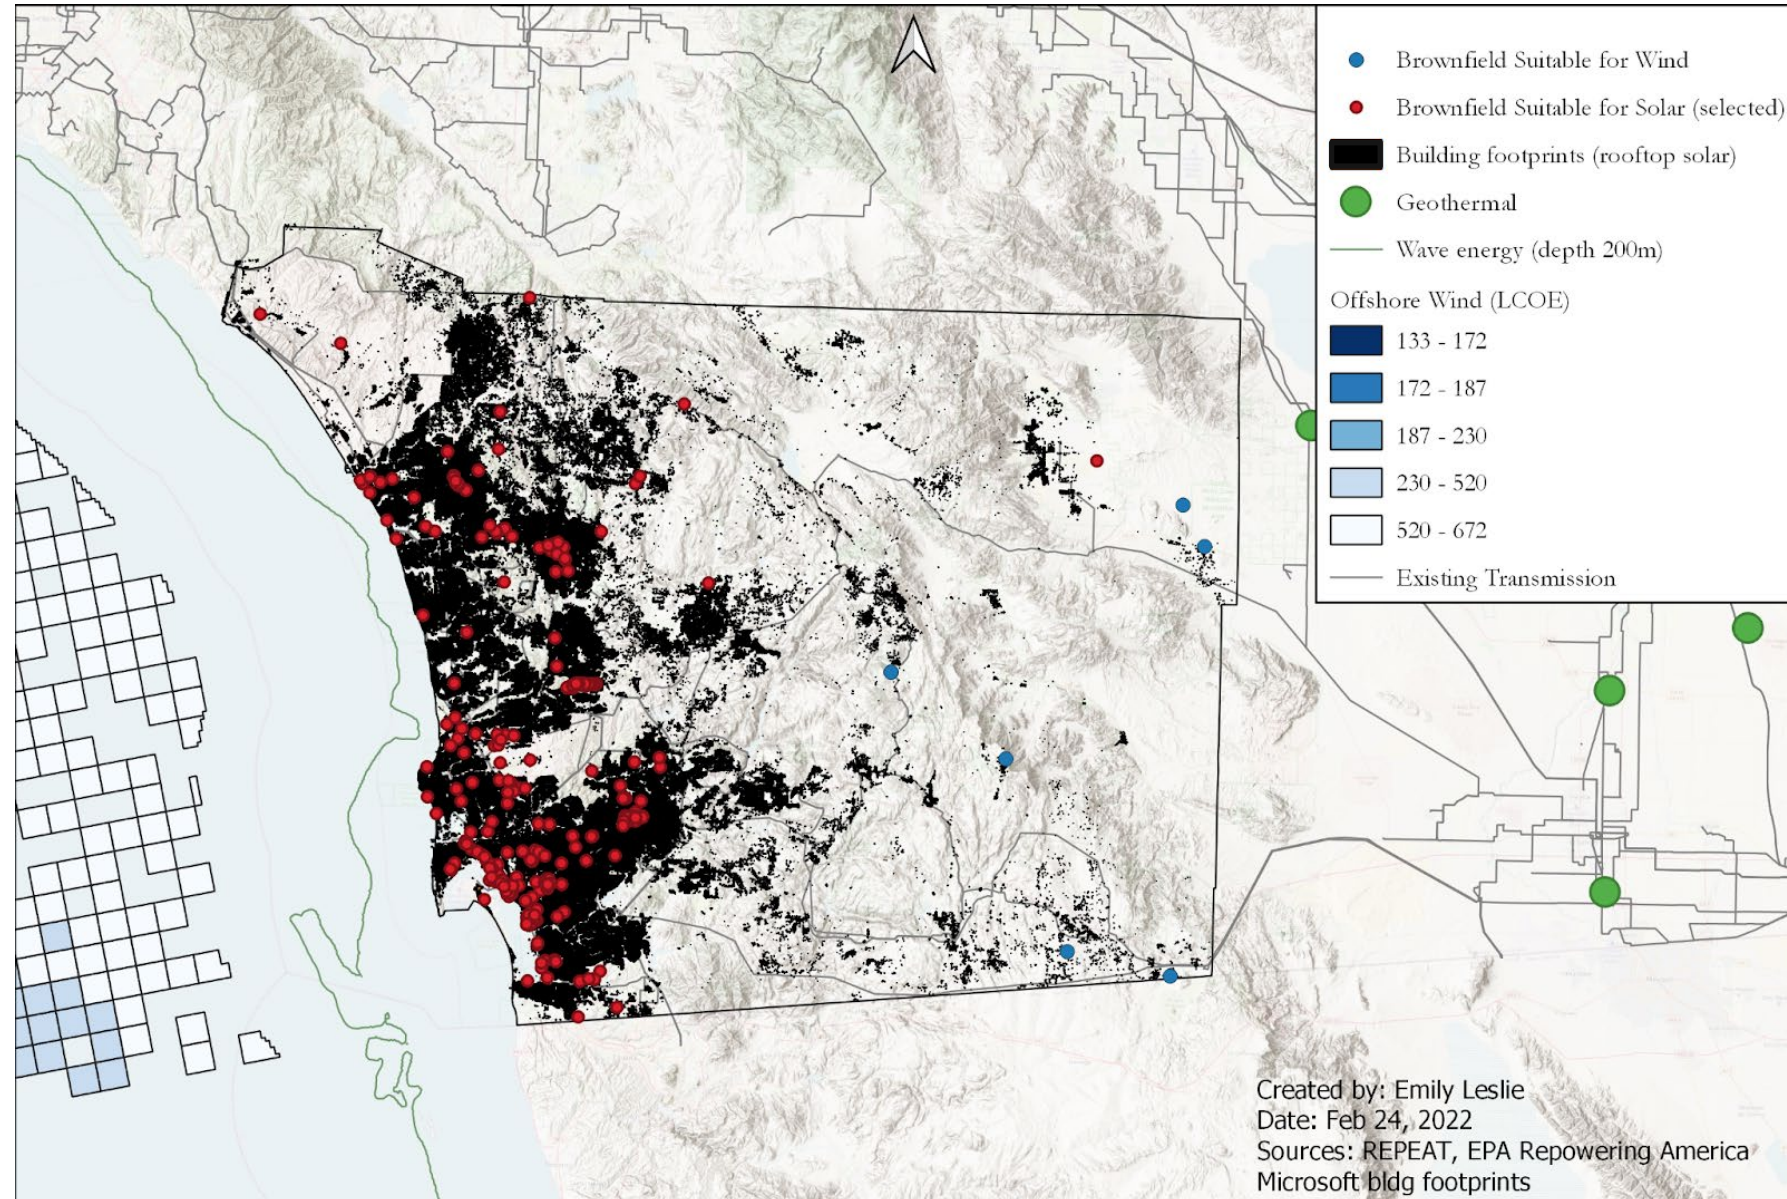 Brownfield Suitable for Wind
Brownfield Suitable for Solar (selected)
Building footprints (rooftop solar)
Geothermal
Wave energy (depth 200m)
Offshore Wind (LCOE)
133 - 172
172 - 187
187 - 230
230 - 520
520 - 672
Existing Transmission
Created by: Emily Leslie
Date: Feb 24, 2022
Sources: REPEAT, EPA Repowering America
Microsoft bldg footprints